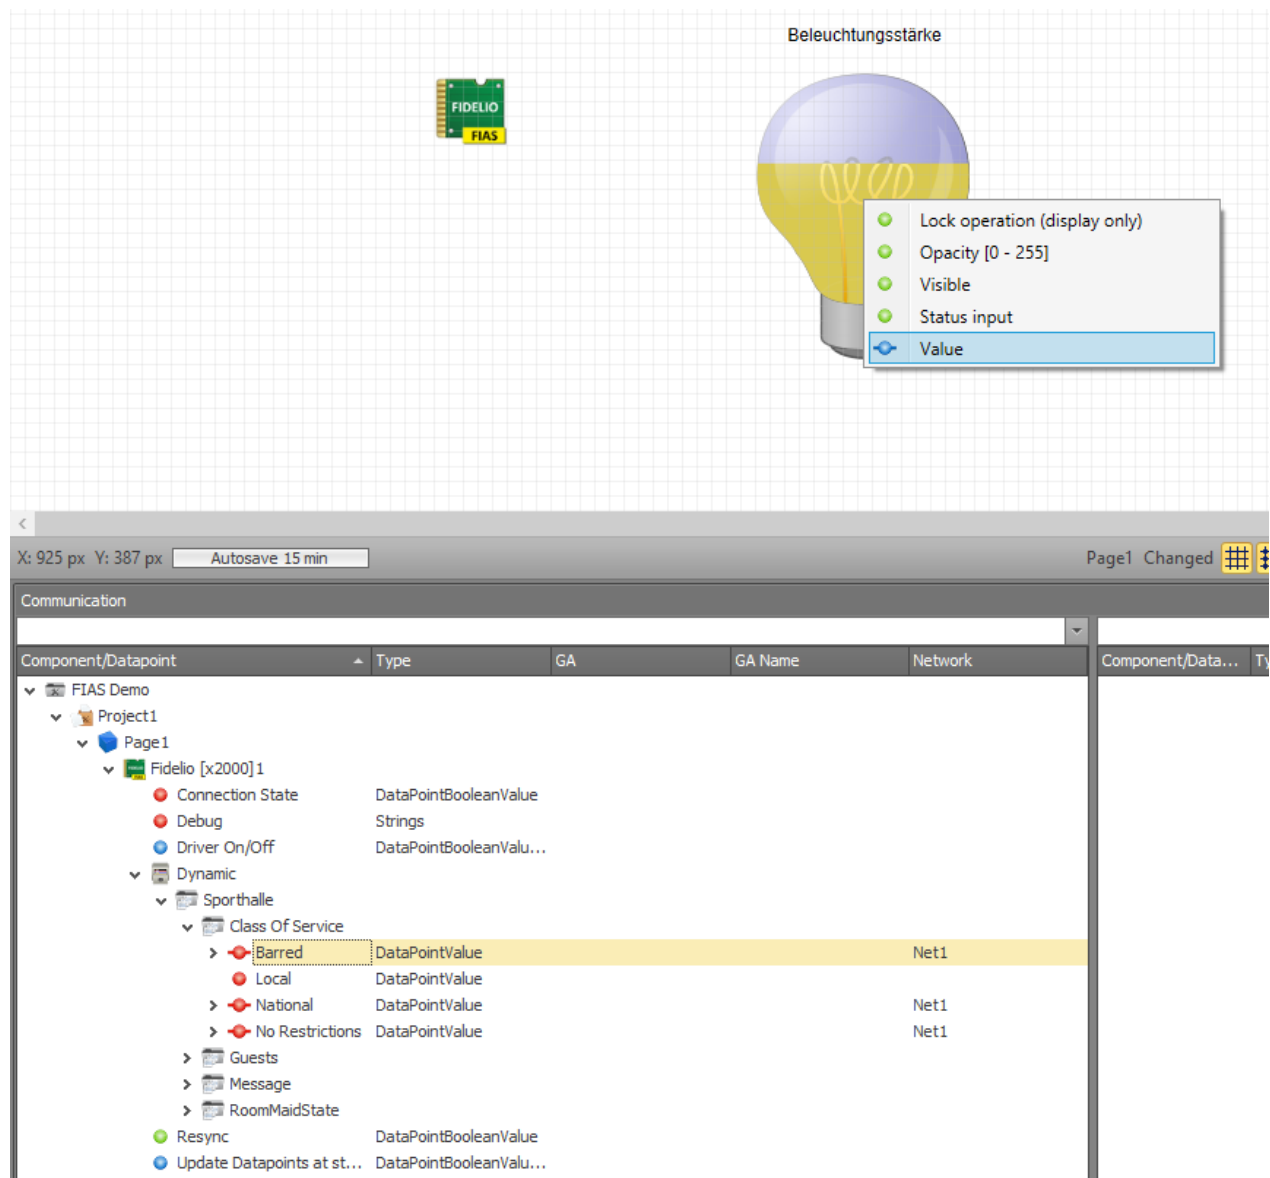 Beleuchtungsstärke
FIDELIO
FIAS
Lock operation (display only)
Opacity [0 - 255]
Visible
Status input
Value
X: 925 px Y: 387 px Autosave 15 min Page1 Changed
Communication
Component/Datapoint Type GA GA Name Network Component/Data... Ty
FIAS Demo
Project1
Page1
Fidelio [x2000]1
Connection State DataPointBooleanValue
Debug Strings
Driver On/Off DataPointBooleanValu...
Dynamic
Sporthalle
Class Of Service
Barred DataPointValue Net1
Local DataPointValue
National DataPointValue Net1
No Restrictions DataPointValue Net1
Guests
Message
RoomMaidState
Resync DataPointBooleanValue
Update Datapoints at st... DataPointBooleanValu...